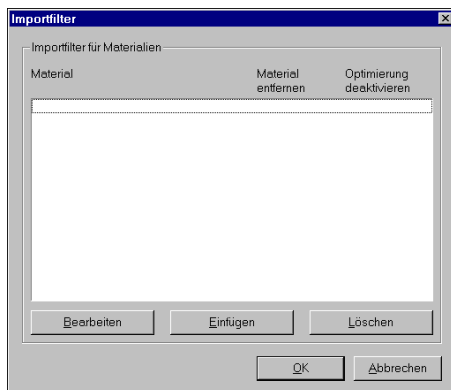 Importfilter
Importfilter für Materialien
Material
Material entfernen
Optimierung deaktivieren
Bearbeiten
Einfügen
Löschen
OK
Abbrechen